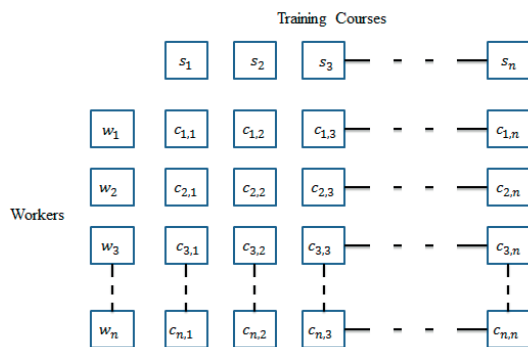 Training Courses
s₁ s₂ s₃ sₙ
w₁ c₁,₁ c₁,₂ c₁,₃ c₁,ₙ
w₂ c₂,₁ c₂,₂ c₂,₃ c₂,ₙ
Workers
w₃ c₃,₁ c₃,₂ c₃,₃ c₃,ₙ
wₙ cₙ,₁ cₙ,₂ cₙ,₃ cₙ,ₙ